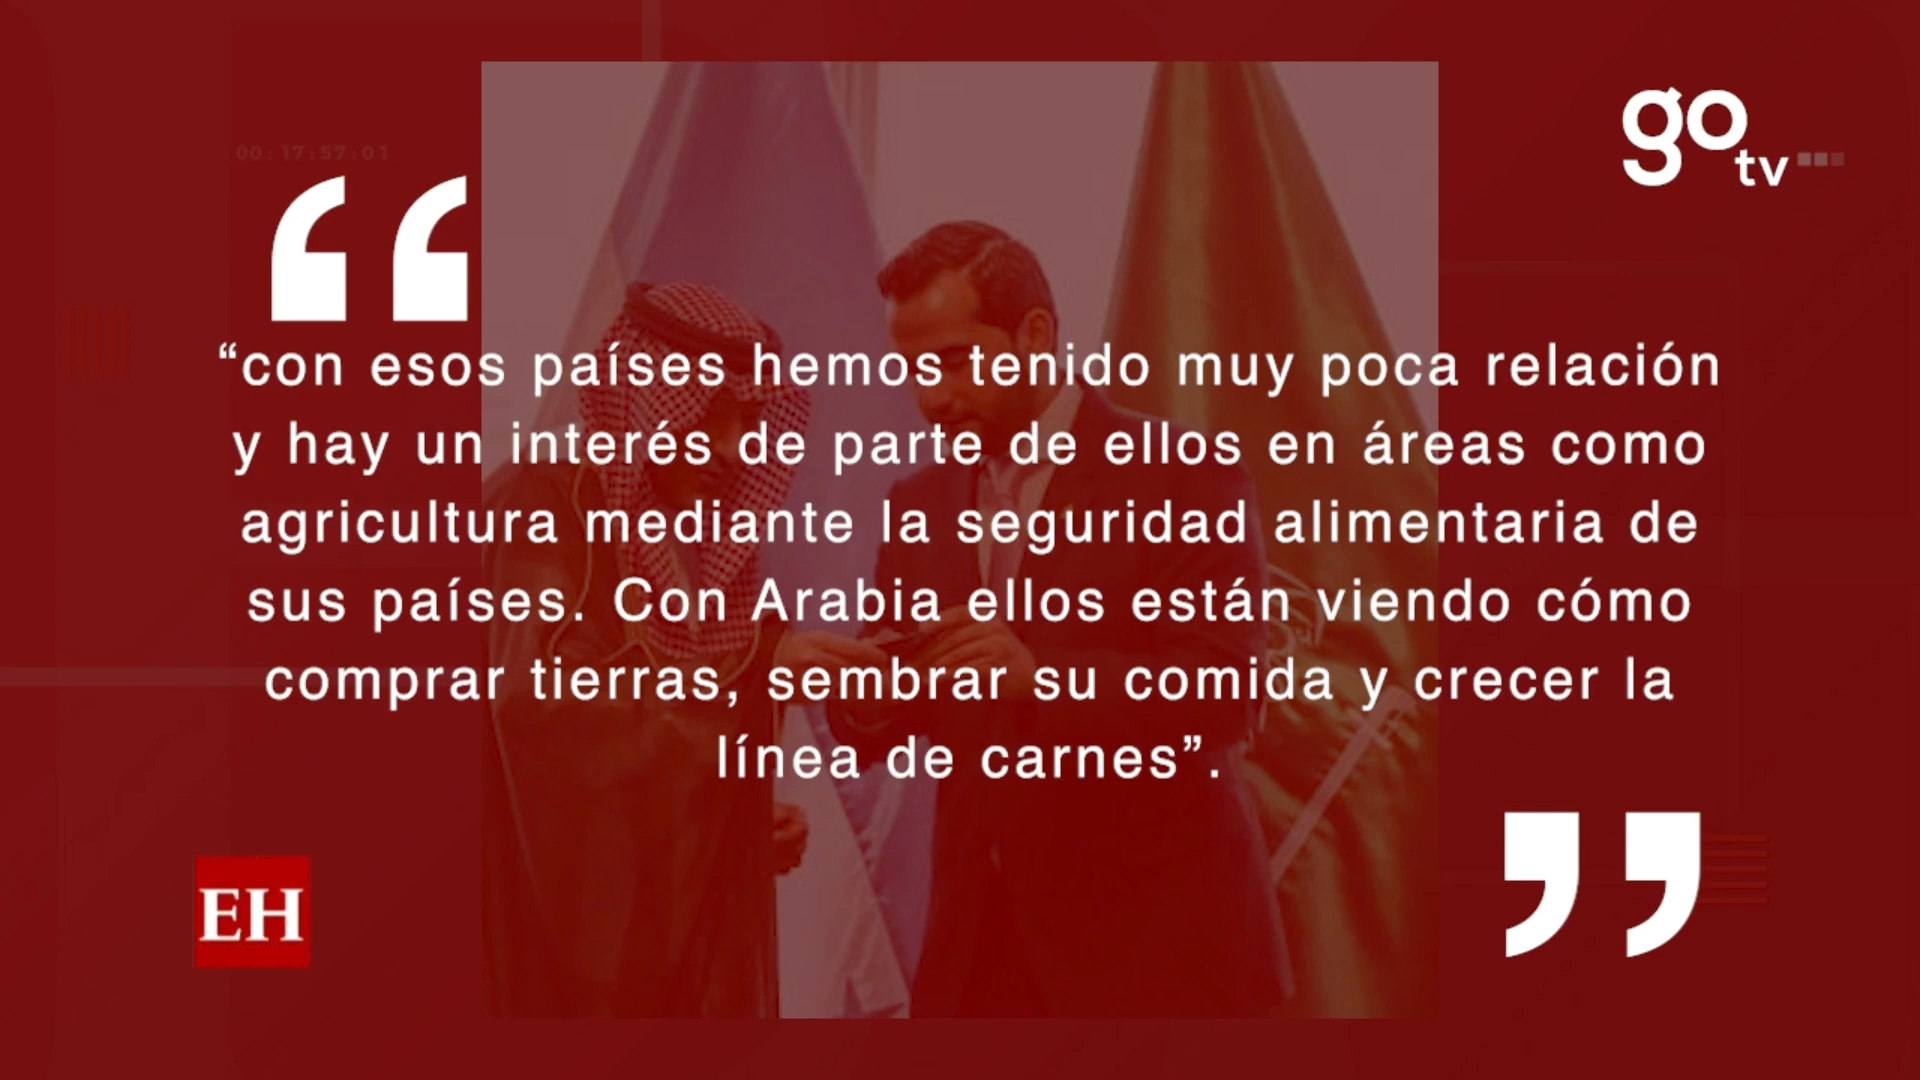 go
tv
00:17:57:01
“con esos países hemos tenido muy poca relación
y hay un interés de parte de ellos en áreas como
agricultura mediante la seguridad alimentaria de
sus países. Con Arabia ellos están viendo cómo
comprar tierras, sembrar su comida y crecer la
línea de carnes”.
EH